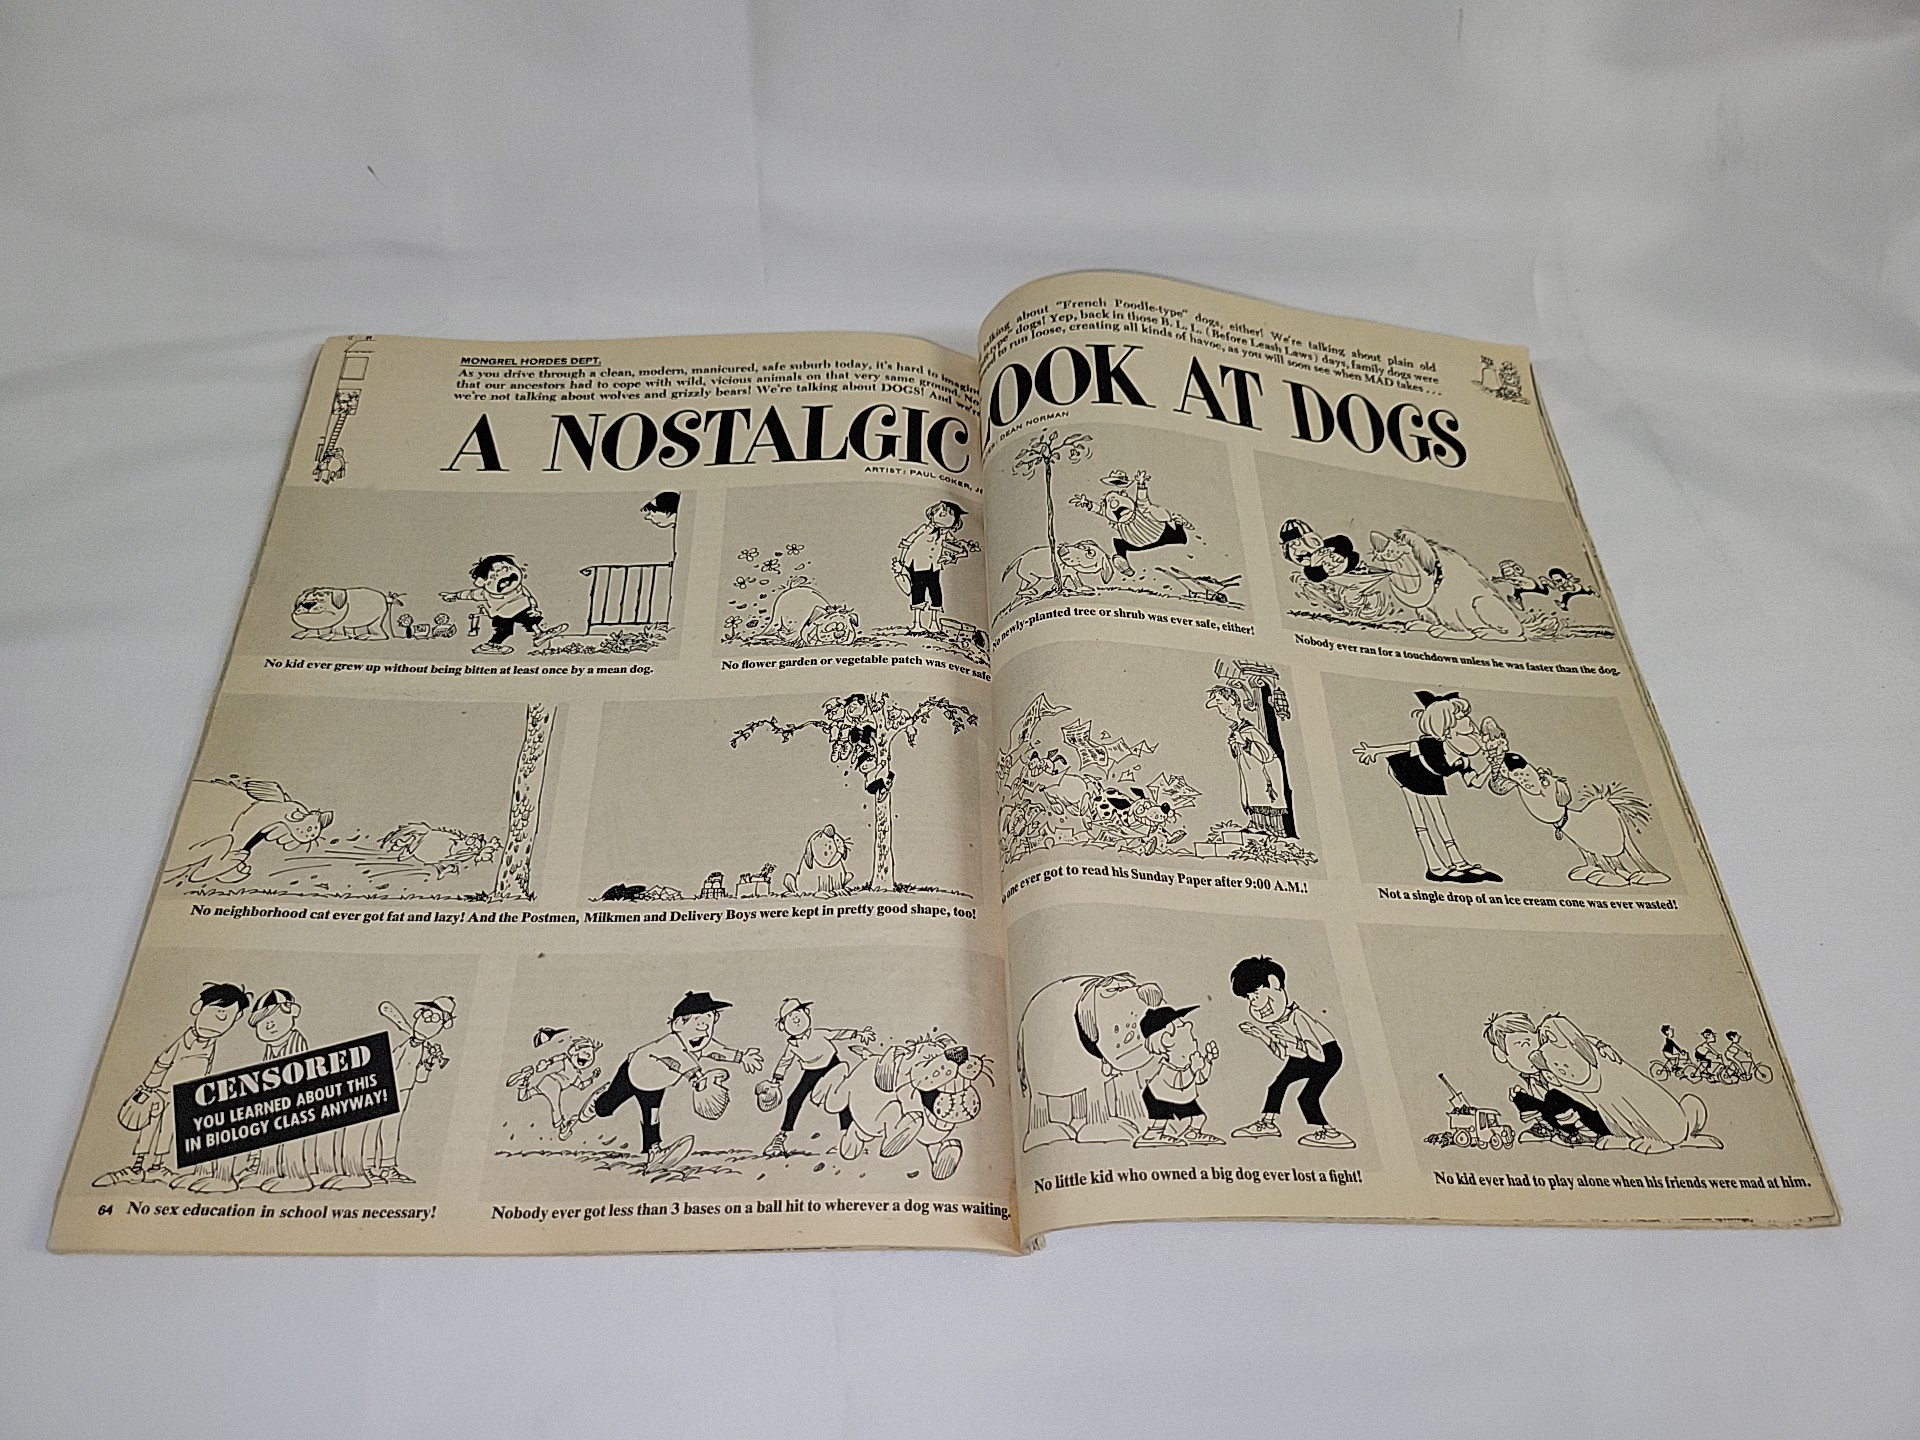 MONGREL HORDES DEPT.
As you drive through a clean, modern, manicured, safe suburb today, it's hard to imagine
that our ancestors had to cope with wild, vicious animals on that very same ground. No,
we're not talking about wolves and grizzly bears! We're talking about DOGS! And we're
talking about "French Poodle-type" dogs, either! We're talking about plain old
dogs! Yep, back in those B. L. L. (Before Leash Laws) days, family dogs were
to run loose, creating all kinds of havoc, as you will soon see when MAD takes . . .
A NOSTALGIC
OOK AT DOGS
ARTIST: PAUL COKER, J
DEAN NORMAN
No kid ever grew up without being bitten at least once by a mean dog.
No flower garden or vegetable patch was ever safe
No newly-planted tree or shrub was ever safe, either!
Nobody ever ran for a touchdown unless he was faster than the dog.
No neighborhood cat ever got fat and lazy! And the Postmen, Milkmen and Delivery Boys were kept in pretty good shape, too!
one ever got to read his Sunday Paper after 9:00 A.M.!
Not a single drop of an ice cream cone was ever wasted!
CENSORED
YOU LEARNED ABOUT THIS
IN BIOLOGY CLASS ANYWAY!
64 No sex education in school was necessary!
Nobody ever got less than 3 bases on a ball hit to wherever a dog was waiting.
No little kid who owned a big dog ever lost a fight!
No kid ever had to play alone when his friends were mad at him.